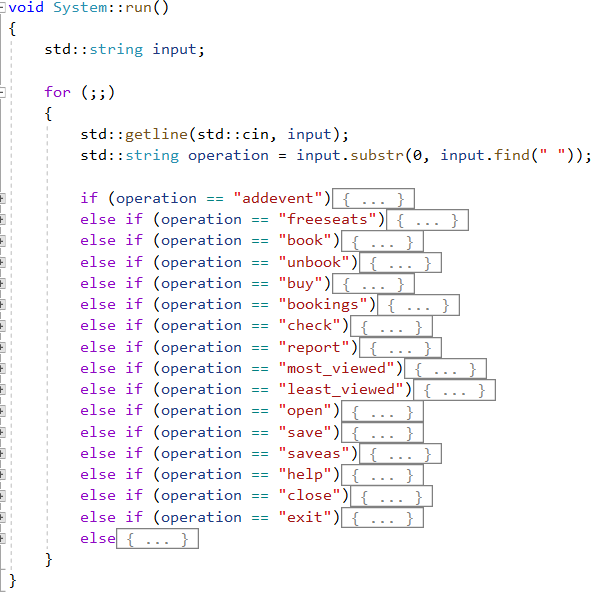 void System::run()
{
    std::string input;
    for (;;)
    {
        std::getline(std::cin, input);
        std::string operation = input.substr(0, input.find(" "));
        if (operation == "addevent") { ... }
        else if (operation == "freeseats") { ... }
        else if (operation == "book") { ... }
        else if (operation == "unbook") { ... }
        else if (operation == "buy") { ... }
        else if (operation == "bookings") { ... }
        else if (operation == "check") { ... }
        else if (operation == "report") { ... }
        else if (operation == "most_viewed") { ... }
        else if (operation == "least_viewed") { ... }
        else if (operation == "open") { ... }
        else if (operation == "save") { ... }
        else if (operation == "saveas") { ... }
        else if (operation == "help") { ... }
        else if (operation == "close") { ... }
        else if (operation == "exit") { ... }
        else { ... }
    }
}